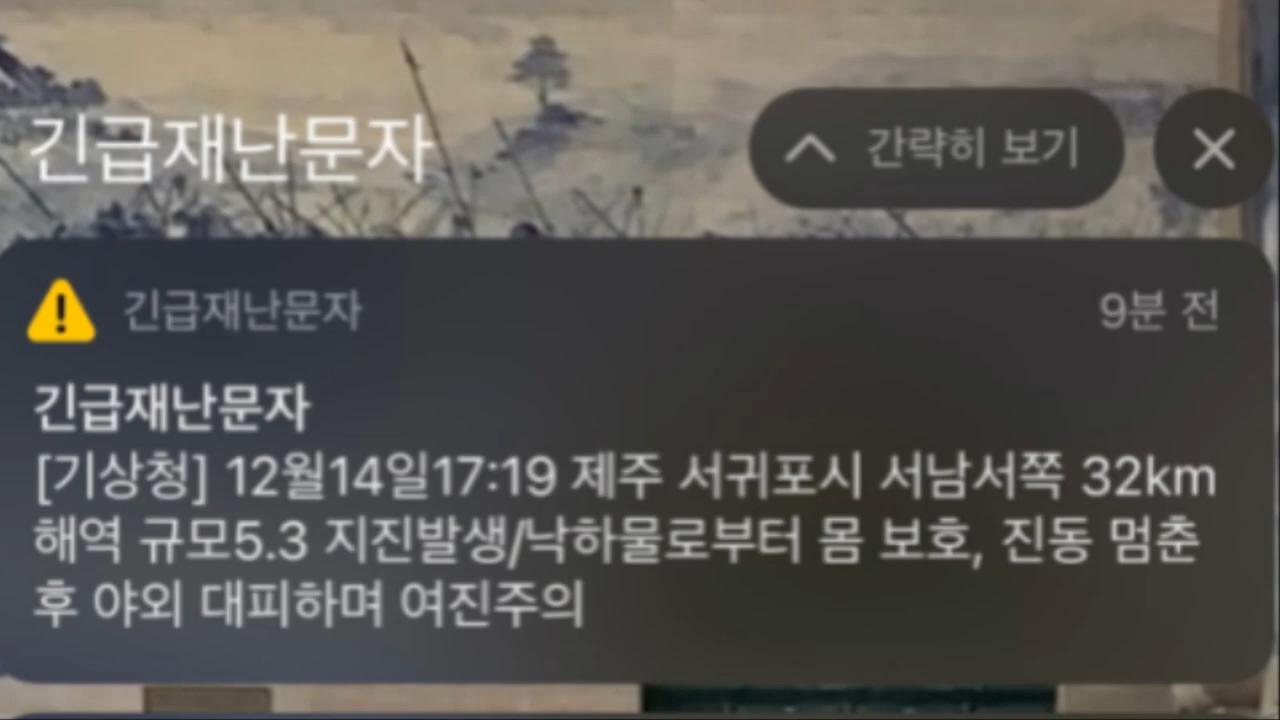 긴급재난문자
간략히 보기
긴급재난문자
9분 전
긴급재난문자
[기상청] 12월14일17:19 제주 서귀포시 서남서쪽 32km
해역 규모5.3 지진발생/낙하물로부터 몸 보호, 진동 멈춘
후 야외 대피하며 여진주의